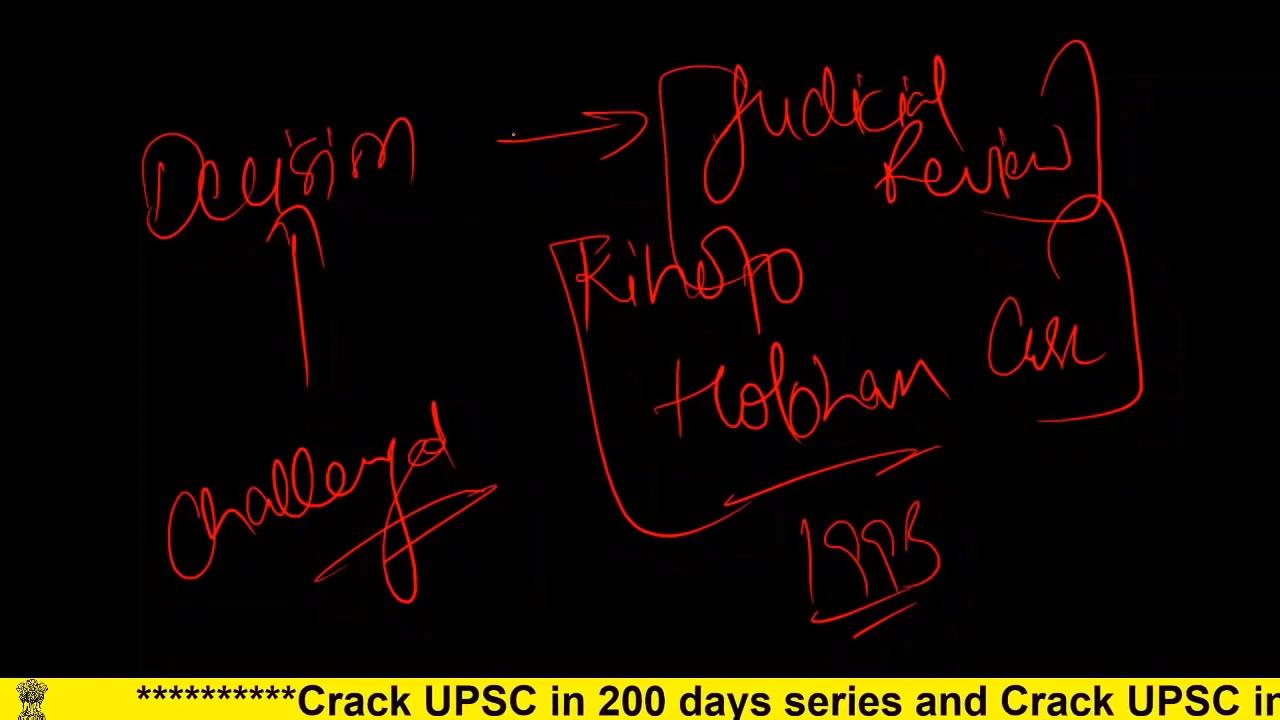 Decision → Judicial
Review
Kihoto
Hollohan Case
challenged
1993
**********Crack UPSC in 200 days series and Crack UPSC in